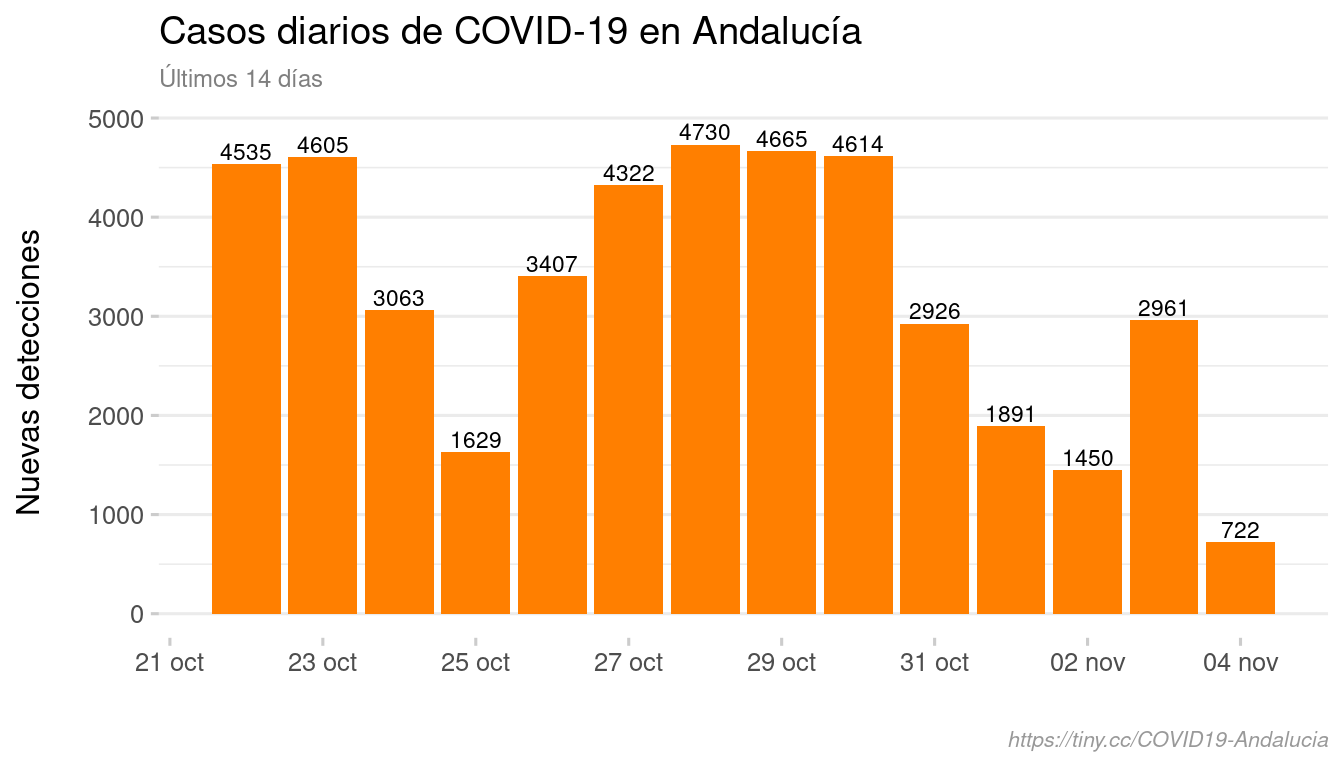 Casos diarios de COVID-19 en Andalucía
Últimos 14 días
Nuevas detecciones
5000
4000
3000
2000
1000
0
4535
4605
3063
1629
3407
4322
4730
4665
4614
2926
1891
1450
2961
722
21 oct
23 oct
25 oct
27 oct
29 oct
31 oct
02 nov
04 nov
https://tiny.cc/COVID19-Andalucia